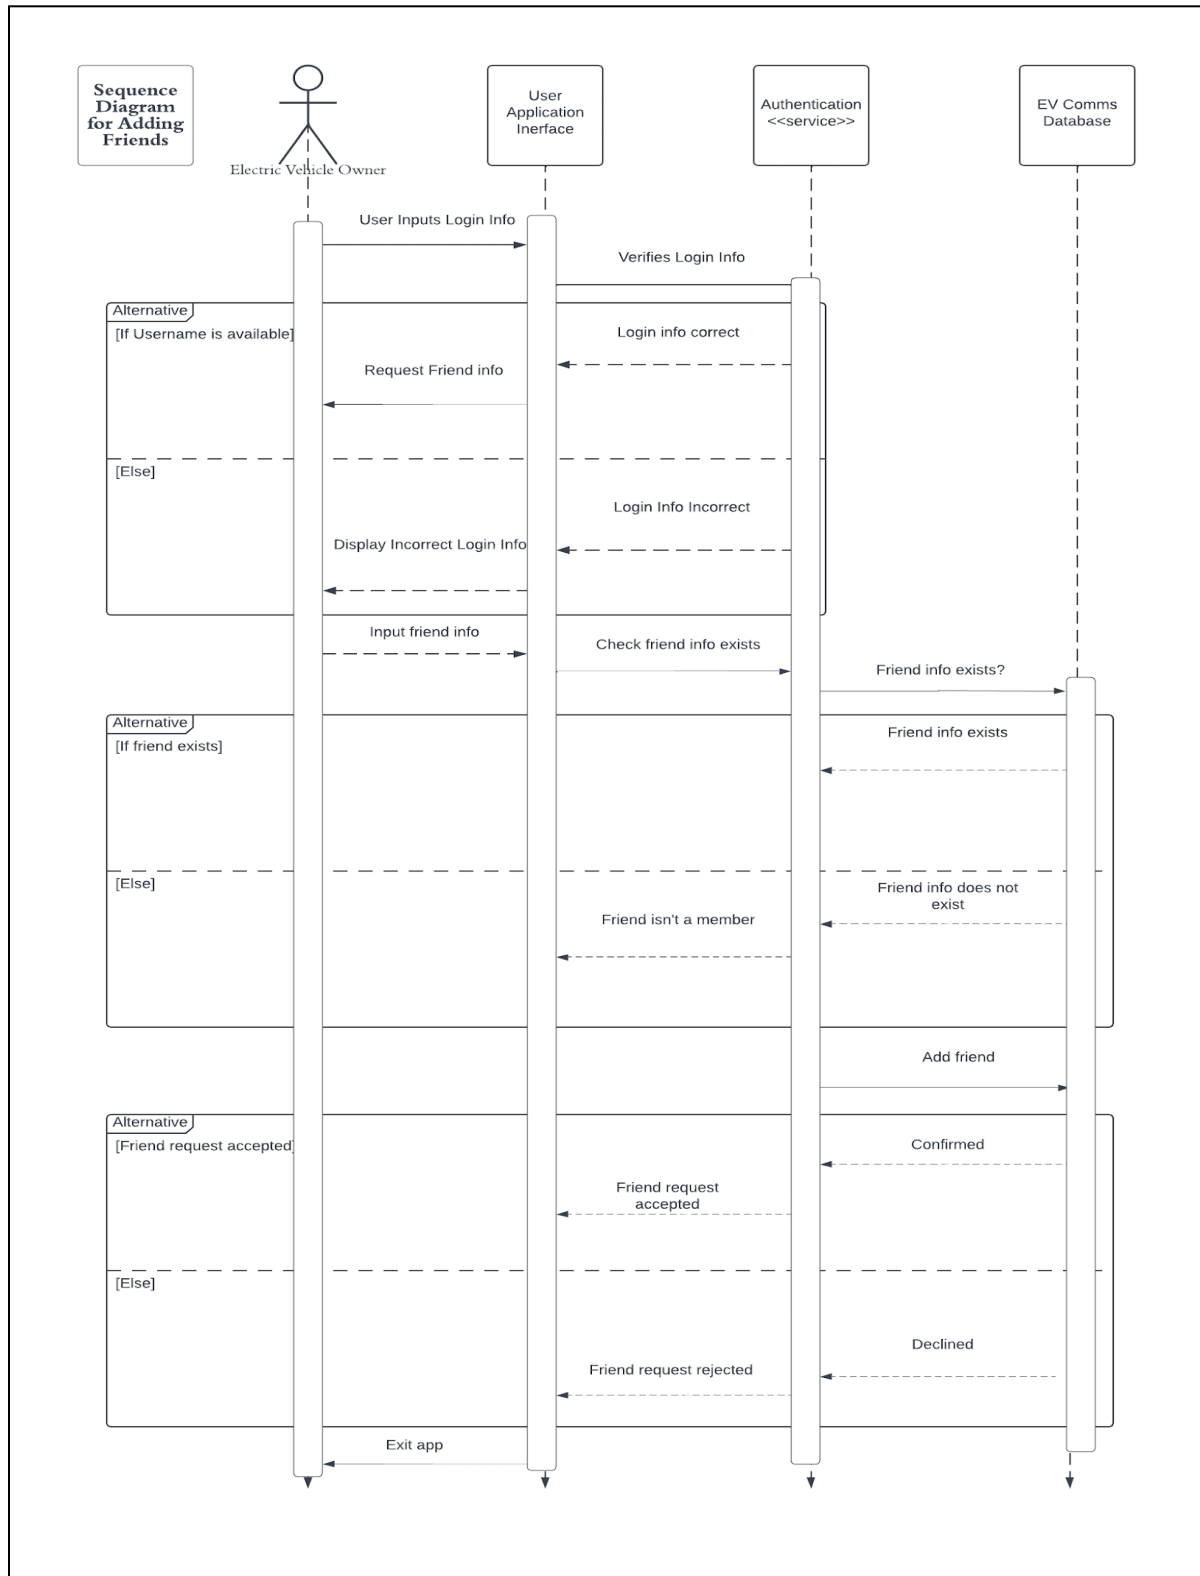 Sequence
Diagram
for Adding
Friends
Electric Vehicle Owner
User
Application
Inerface
Authentication
<<service>>
EV Comms
Database
User Inputs Login Info
Verifies Login Info
Alternative
[If Username is available]
Login info correct
Request Friend info
[Else]
Login Info Incorrect
Display Incorrect Login Info
Input friend info
Check friend info exists
Friend info exists?
Alternative
[If friend exists]
Friend info exists
[Else]
Friend info does not
exist
Friend isn't a member
Add friend
Alternative
[Friend request accepted]
Confirmed
Friend request
accepted
[Else]
Declined
Friend request rejected
Exit app